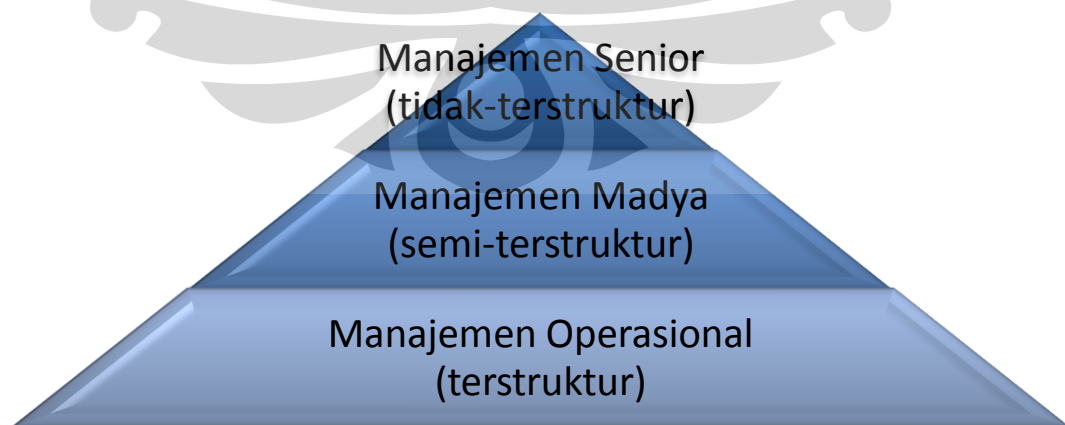 Manajemen Senior
(tidak-terstruktur)
Manajemen Madya
(semi-terstruktur)
Manajemen Operasional
(terstruktur)